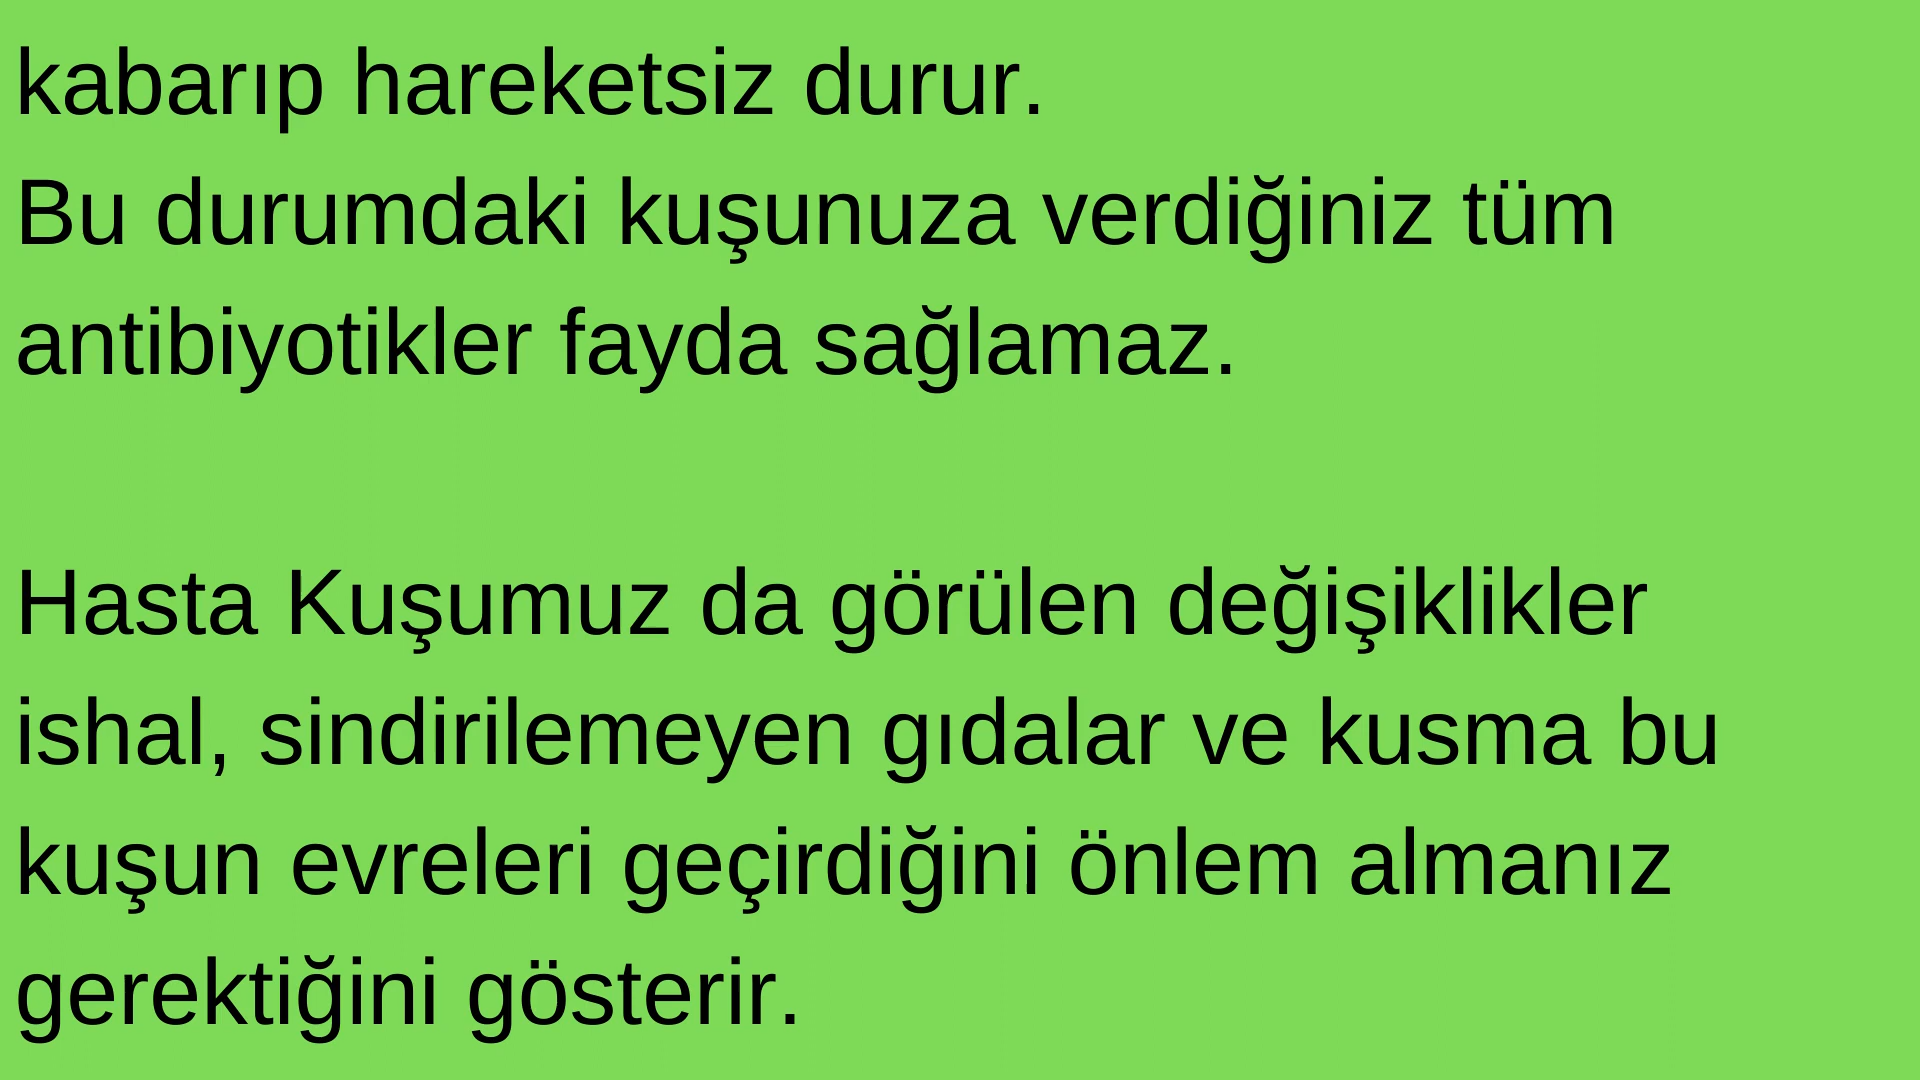 kabarıp hareketsiz durur.
Bu durumdaki kuşunuza verdiğiniz tüm
antibiyotikler fayda sağlamaz.
Hasta Kuşumuz da görülen değişiklikler
ishal, sindirilemeyen gıdalar ve kusma bu
kuşun evreleri geçirdiğini önlem almanız
gerektiğini gösterir.